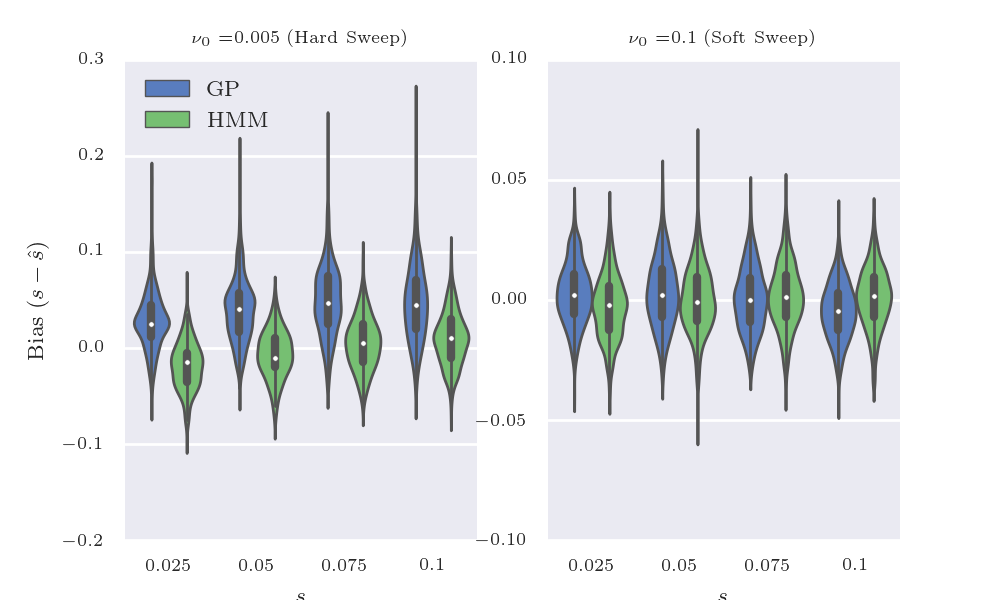 ν₀ =0.005 (Hard Sweep)
ν₀ =0.1 (Soft Sweep)
GP
HMM
0.3
0.2
0.1
0.0
−0.1
−0.2
Bias (s − ŝ)
0.025 0.05 0.075 0.1
s
0.10
0.05
0.00
−0.05
−0.10
0.025 0.05 0.075 0.1
s